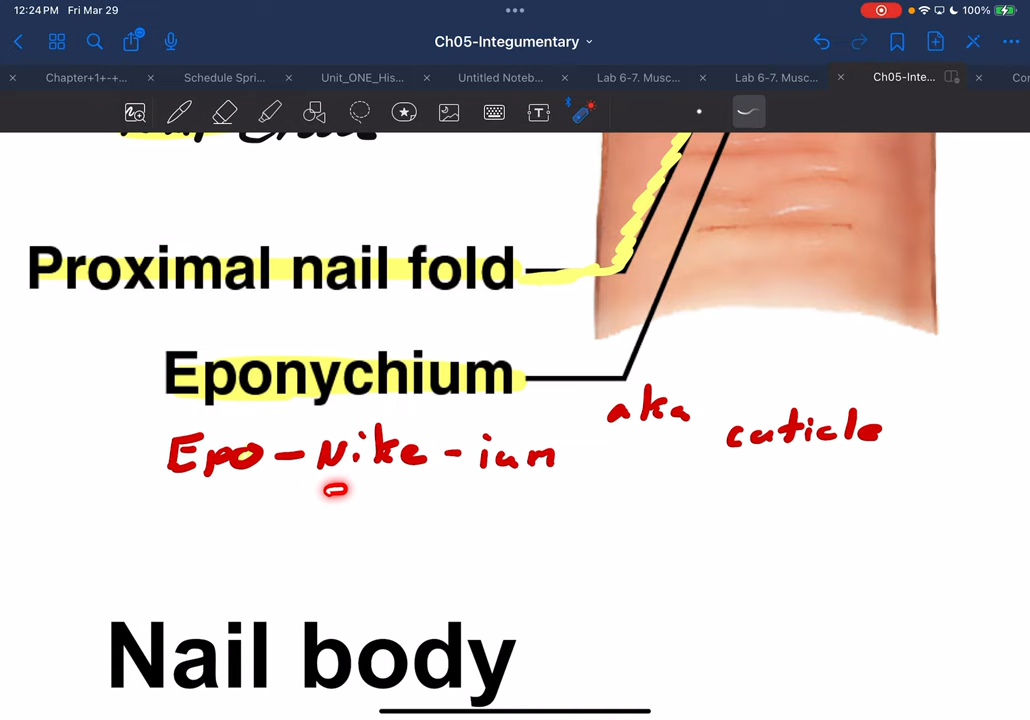 12:24 PM Fri Mar 29
100%
Ch05-Integumentary
Chapter+1+-+...
Schedule Spri...
Unit_ONE_His...
Untitled Noteb...
Lab 6-7. Musc...
Lab 6-7. Musc...
Ch05-Inte...
Cor
Proximal nail fold
Eponychium
aka cuticle
Epo-Nike-ium
Nail body